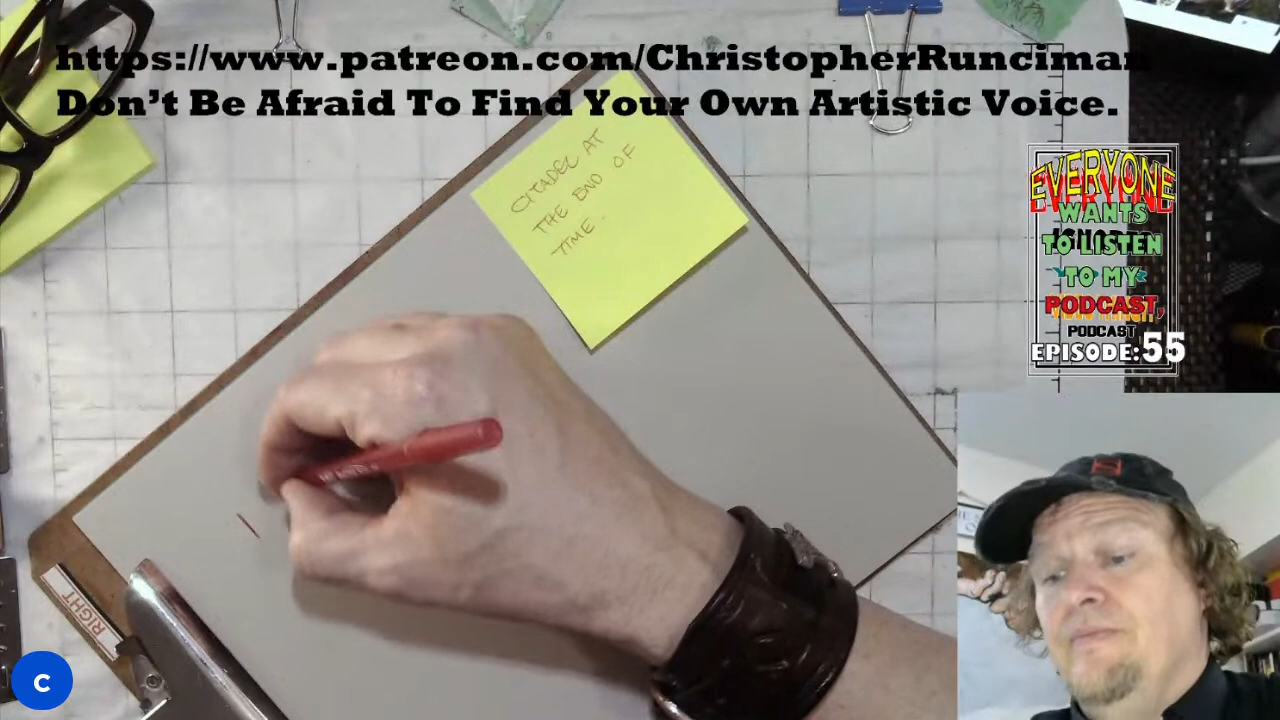 https://www.patreon.com/ChristopherRunciman
Don't Be Afraid To Find Your Own Artistic Voice.
CITADEL AT
THE END OF
TIME.
EVERYONE
WANTS
TO LISTEN
TO MY
PODCAST,
PODCAST
EPISODE:55
RIGHT
C